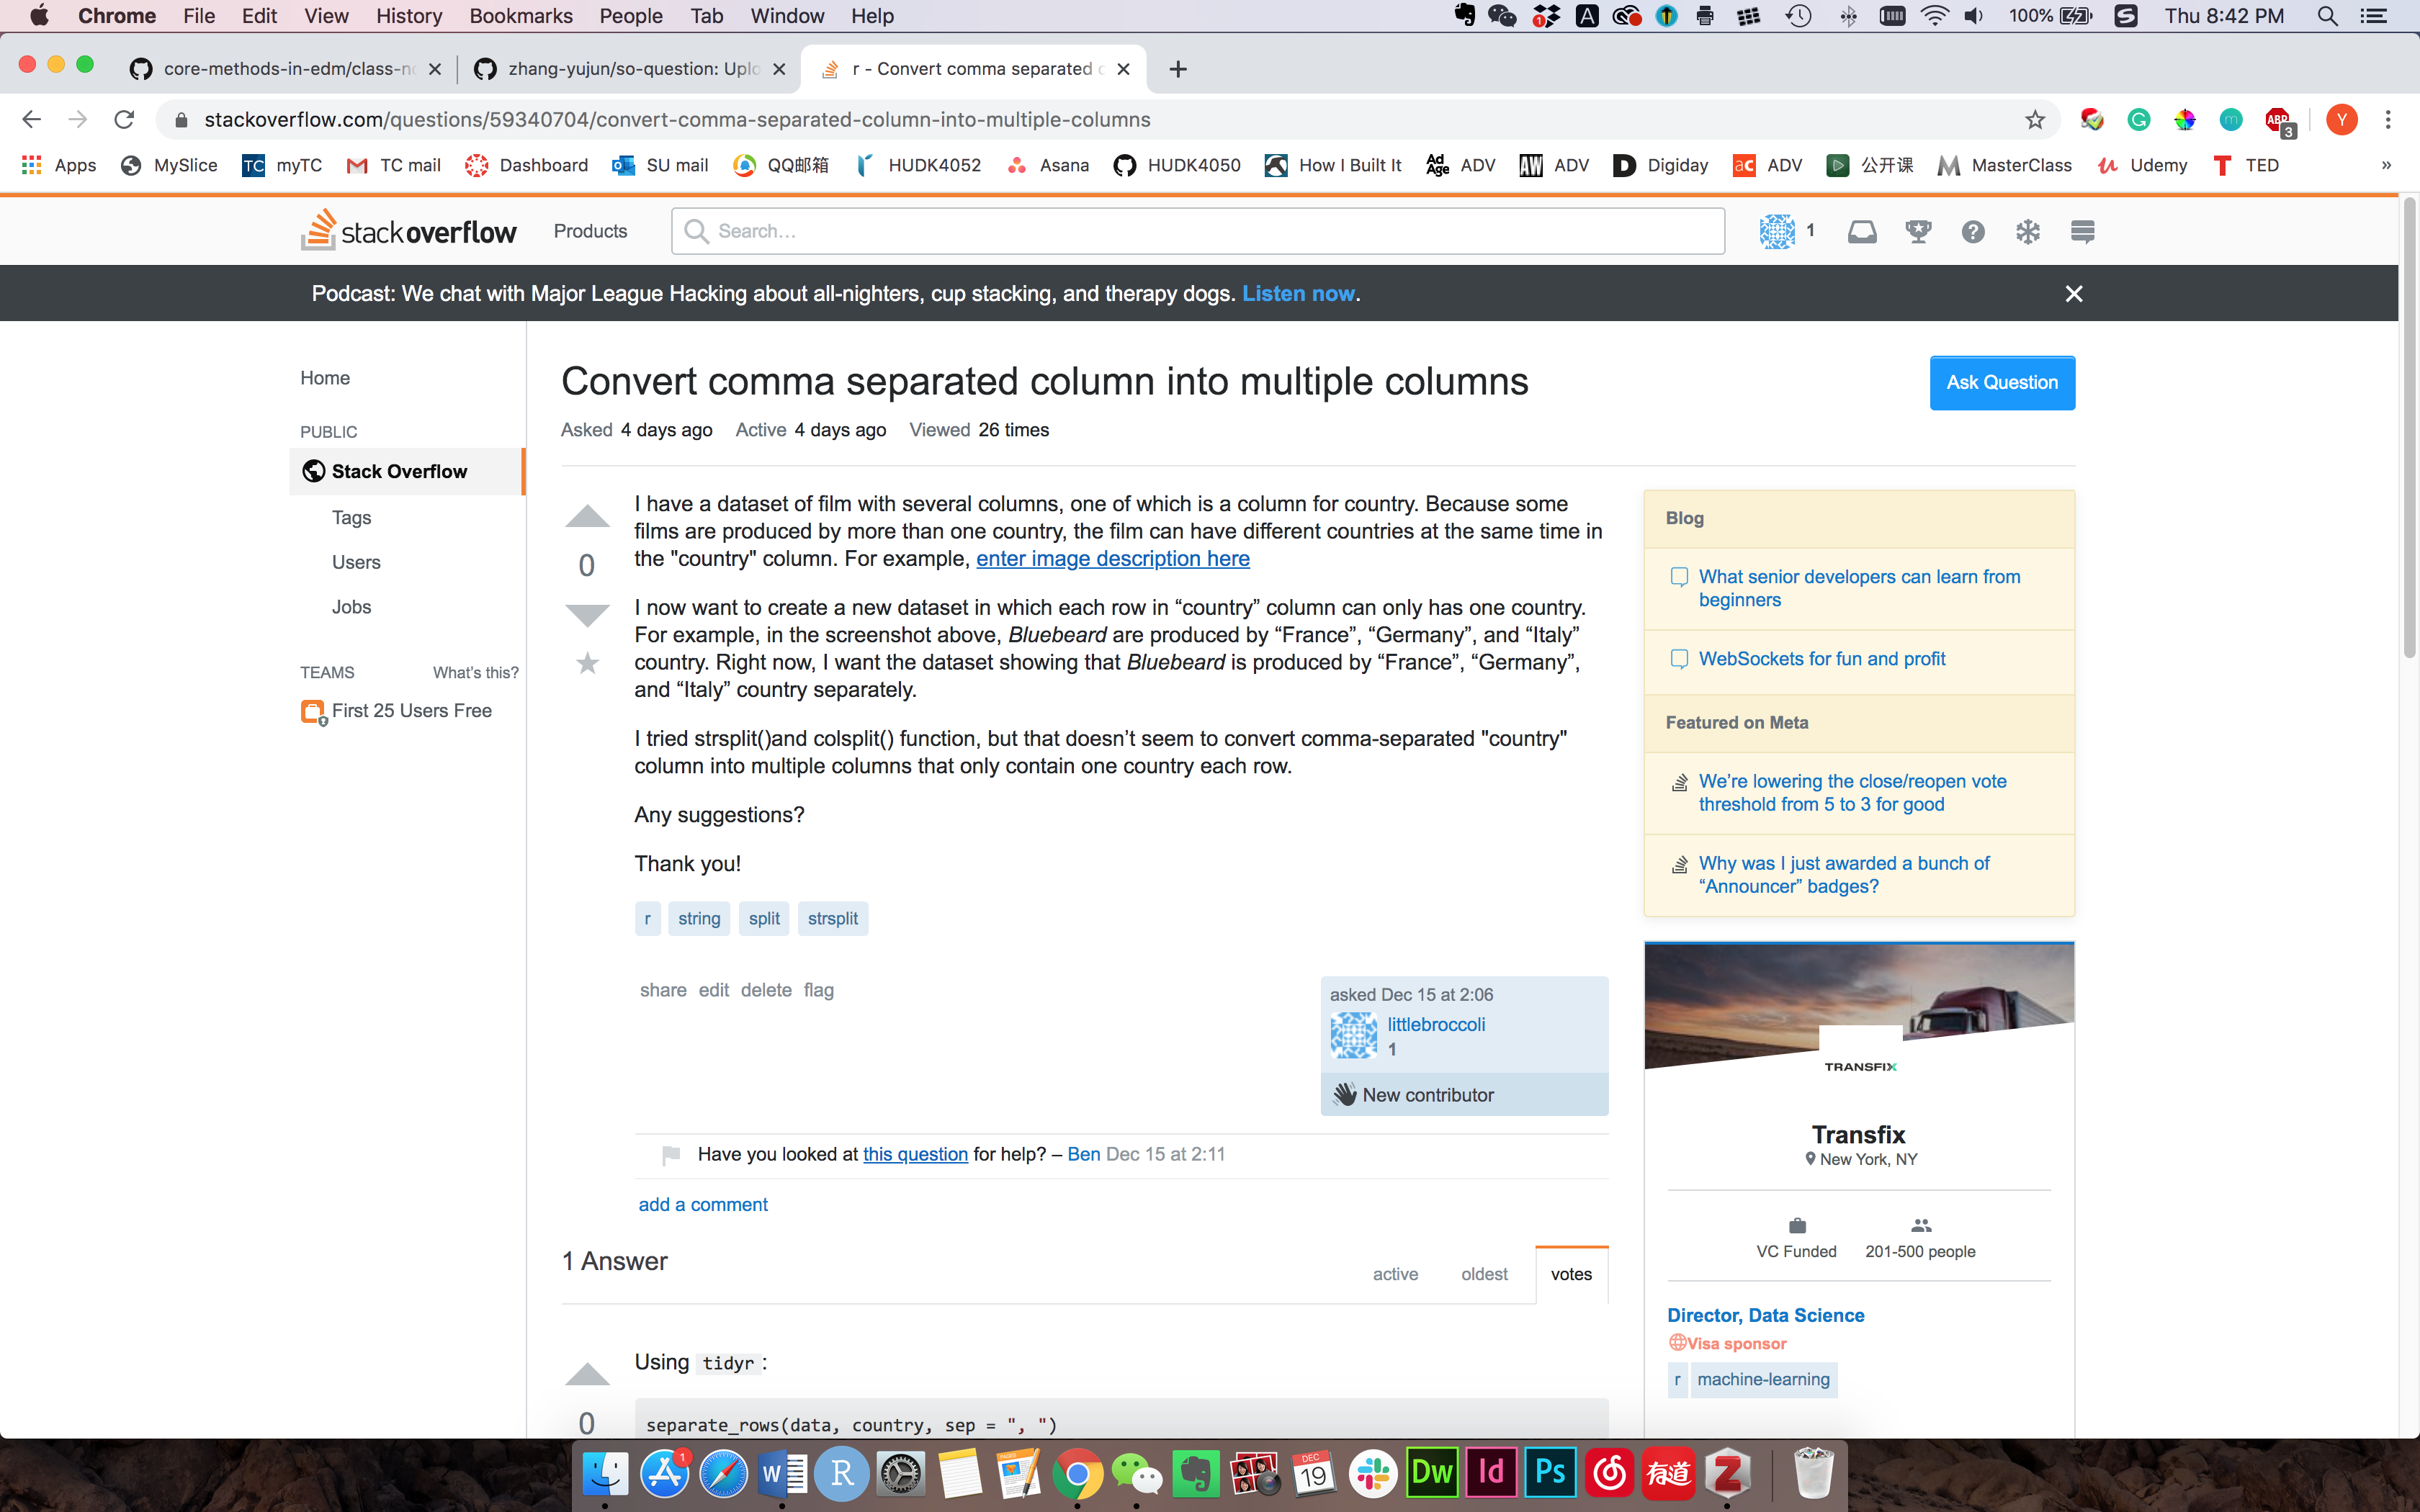 Chrome File Edit View History Bookmarks People Tab Window Help
100% Thu 8:42 PM
core-methods-in-edm/class-no
zhang-yujun/so-question: Uplo
r - Convert comma separated c
stackoverflow.com/questions/59340704/convert-comma-separated-column-into-multiple-columns
Apps MySlice myTC TC mail Dashboard SU mail QQ邮箱 HUDK4052 Asana HUDK4050 How I Built It ADV ADV Digiday ADV 公开课 MasterClass Udemy TED »
stackoverflow Products Search... 1
Podcast: We chat with Major League Hacking about all-nighters, cup stacking, and therapy dogs. Listen now.
Home
PUBLIC
Stack Overflow
Tags
Users
Jobs
TEAMS What's this?
First 25 Users Free
Convert comma separated column into multiple columns
Ask Question
Asked 4 days ago Active 4 days ago Viewed 26 times
0
I have a dataset of film with several columns, one of which is a column for country. Because some
films are produced by more than one country, the film can have different countries at the same time in
the "country" column. For example, enter image description here
I now want to create a new dataset in which each row in “country” column can only has one country.
For example, in the screenshot above, Bluebeard are produced by “France”, “Germany”, and “Italy”
country. Right now, I want the dataset showing that Bluebeard is produced by “France”, “Germany”,
and “Italy” country separately.
I tried strsplit()and colsplit() function, but that doesn’t seem to convert comma-separated "country"
column into multiple columns that only contain one country each row.
Any suggestions?
Thank you!
r string split strsplit
share edit delete flag
asked Dec 15 at 2:06
littlebroccoli
1
New contributor
Have you looked at this question for help? – Ben Dec 15 at 2:11
add a comment
1 Answer
active oldest votes
0
Using tidyr :
separate_rows(data, country, sep = ", ")
Blog
What senior developers can learn from
beginners
WebSockets for fun and profit
Featured on Meta
We’re lowering the close/reopen vote
threshold from 5 to 3 for good
Why was I just awarded a bunch of
“Announcer” badges?
TRANSFIX
Transfix
New York, NY
VC Funded 201-500 people
Director, Data Science
Visa sponsor
r machine-learning
1 W R DEC 19 Dw Id Ps 有道 Z